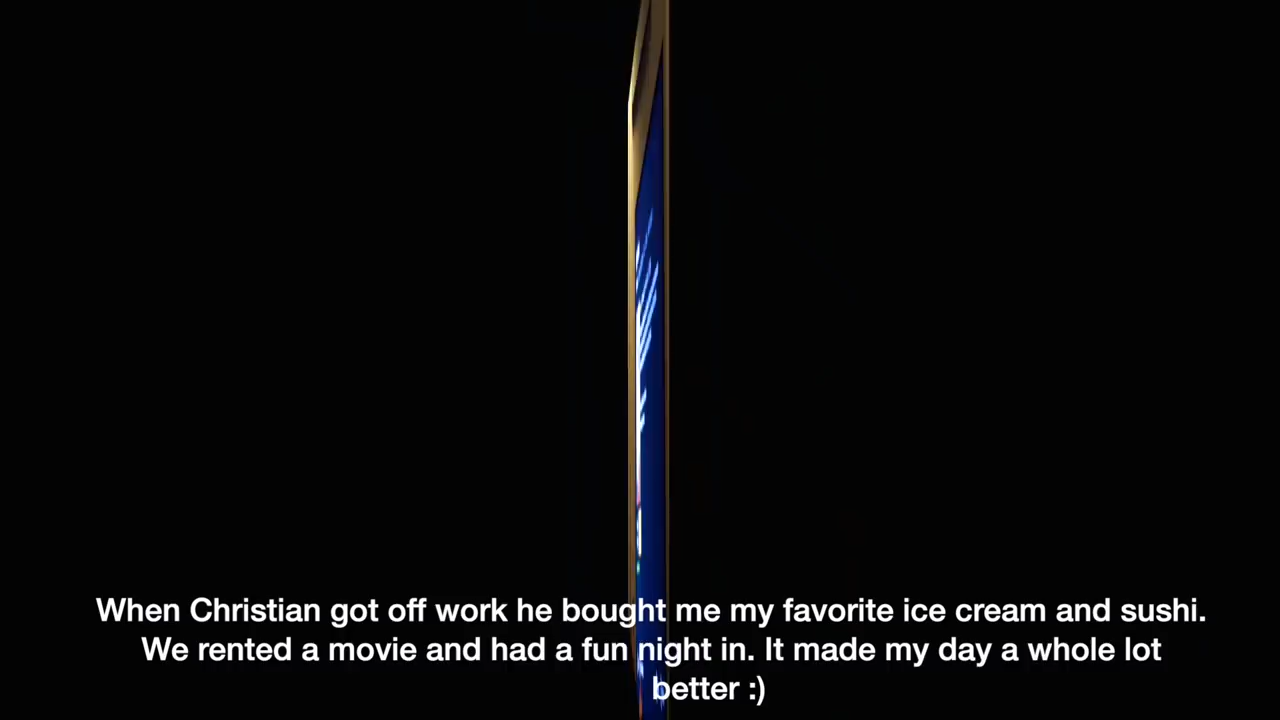 When Christian got off work he bought me my favorite ice cream and sushi.
We rented a movie and had a fun night in. It made my day a whole lot
better :)